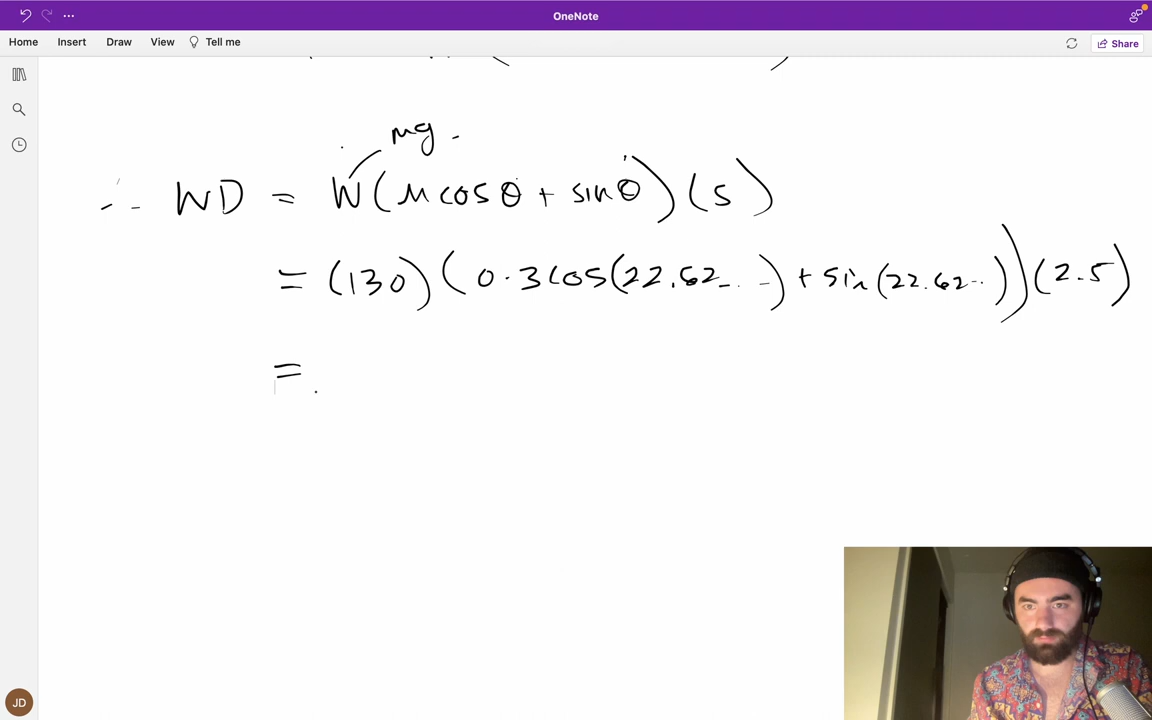 OneNote
Home Insert Draw View Tell me Share
mg
∴ WD = W(μcosθ + sinθ)(s)
= (130)(0.3cos(22.62...) + sin(22.62...))(2.5)
=
JD